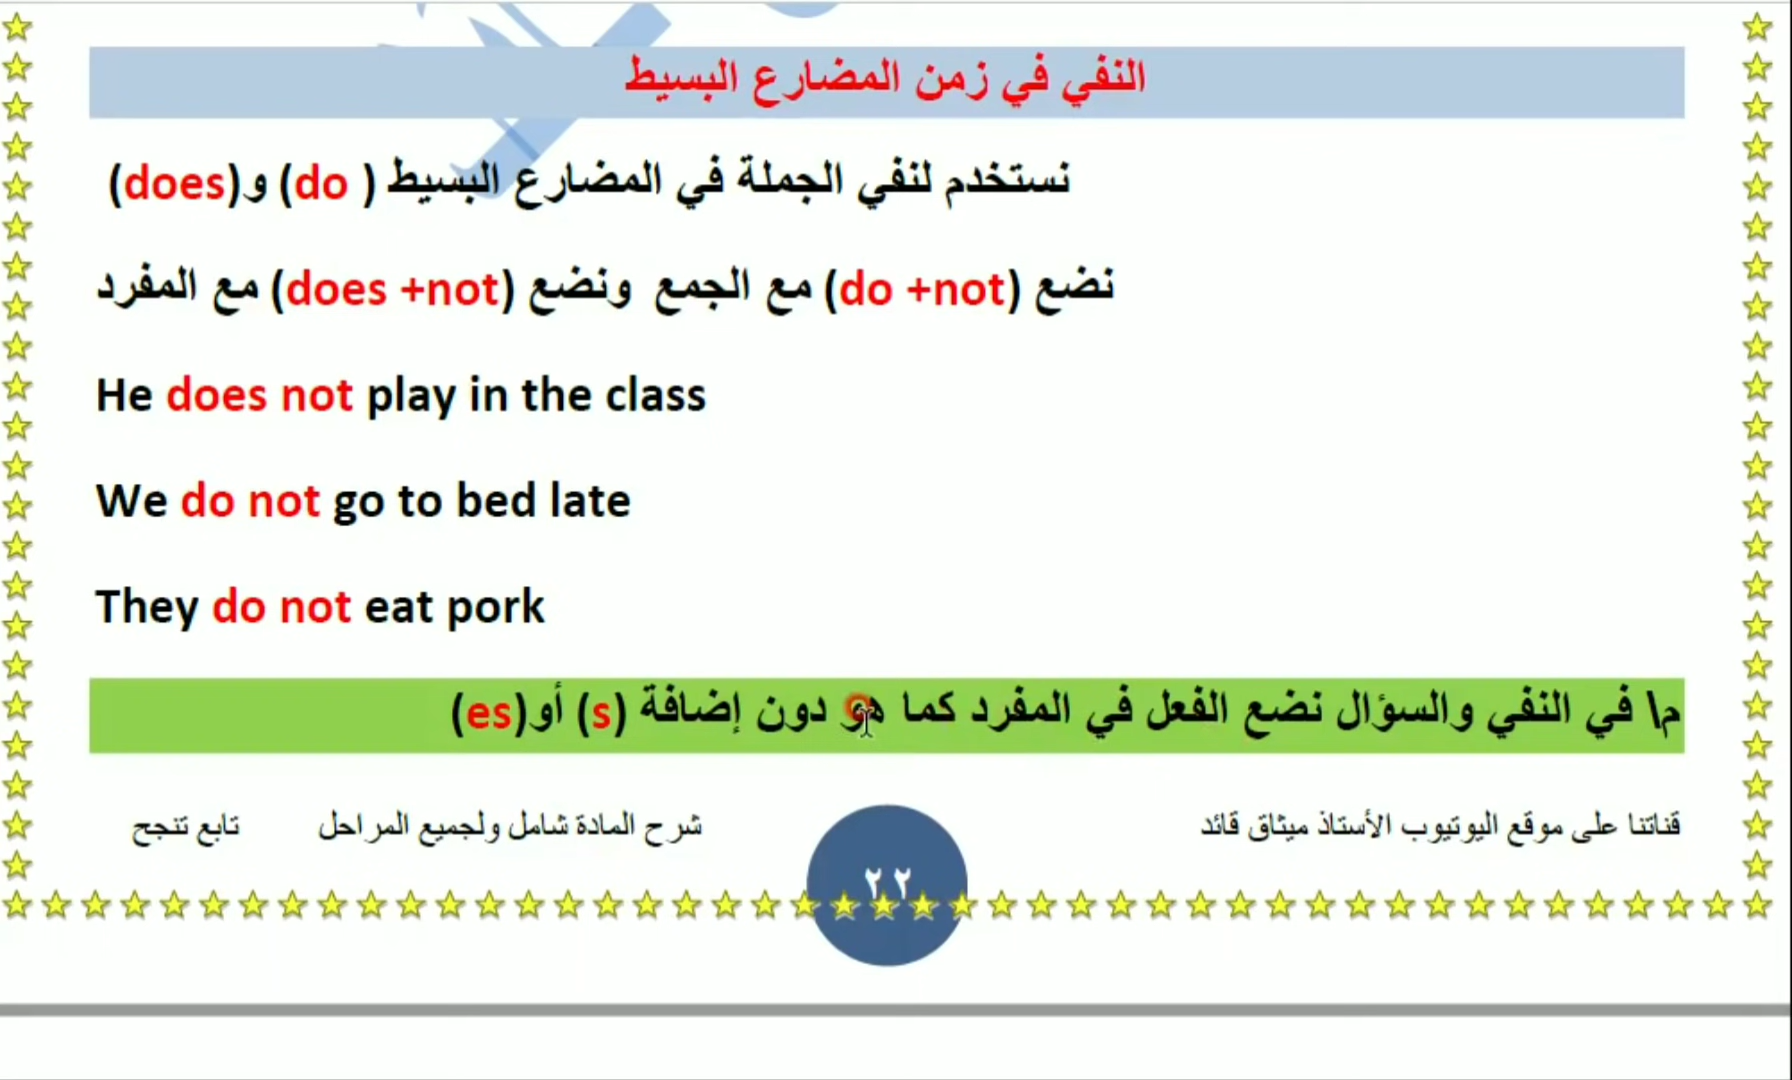 النفي في زمن المضارع البسيط
نستخدم لنفي الجملة في المضارع البسيط ( do) و(does)
نضع (do +not) مع الجمع ونضع (does +not) مع المفرد
He does not play in the class
We do not go to bed late
They do not eat pork
م\ في النفي والسؤال نضع الفعل في المفرد كما هو دون إضافة (s) أو(es)
قناتنا على موقع اليوتيوب الأستاذ ميثاق قائد شرح المادة شامل ولجميع المراحل تابع تنجح
٢٢